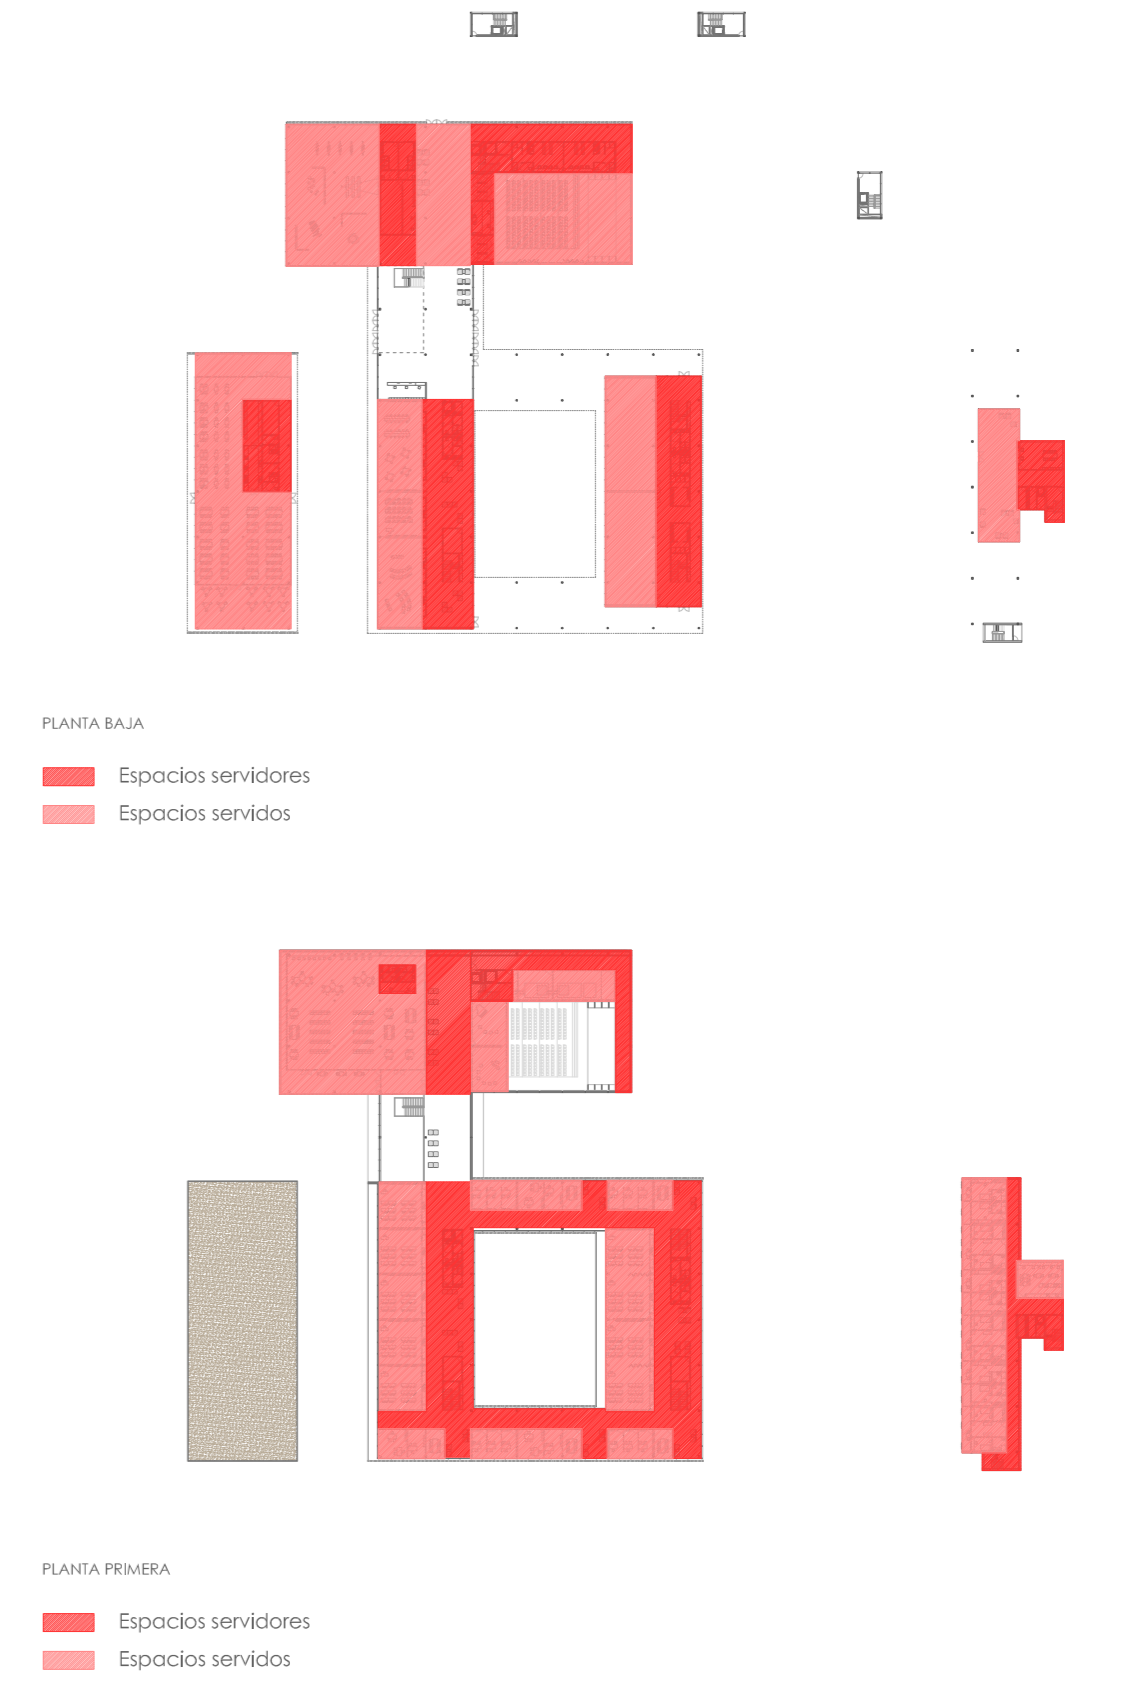 PLANTA BAJA
Espacios servidores
Espacios servidos
PLANTA PRIMERA
Espacios servidores
Espacios servidos